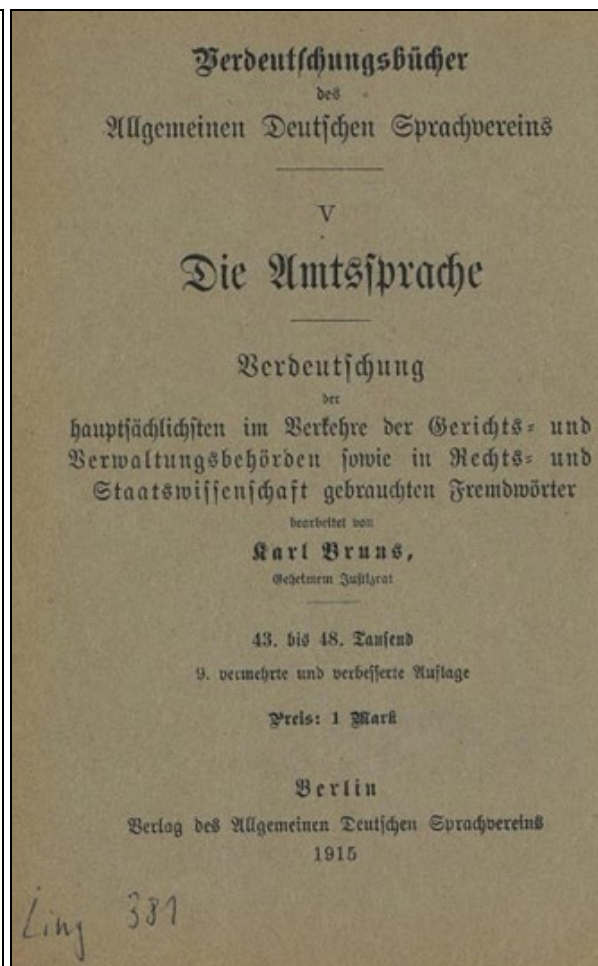 Verdeutschungsbücher
des
Allgemeinen Deutschen Sprachvereins
V
Die Amtssprache
Verdeutschung
der
hauptsächlichsten im Verkehre der Gerichts- und
Verwaltungsbehörden sowie in Rechts- und
Staatswissenschaft gebrauchten Fremdwörter
bearbeitet von
Karl Bruns,
Geheimem Justizrat
43. bis 48. Tausend
9. vermehrte und verbesserte Auflage
Preis: 1 Mark
Berlin
Verlag des Allgemeinen Deutschen Sprachvereins
1915
Ling 381